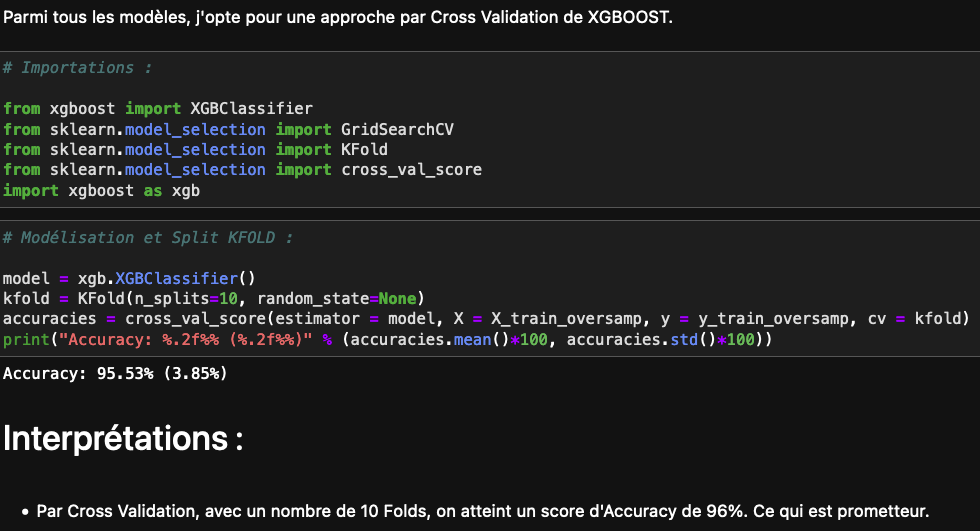 Parmi tous les modèles, j'opte pour une approche par Cross Validation de XGBOOST.
# Importations :
from xgboost import XGBClassifier
from sklearn.model_selection import GridSearchCV
from sklearn.model_selection import KFold
from sklearn.model_selection import cross_val_score
import xgboost as xgb
# Modélisation et Split KFOLD :
model = xgb.XGBClassifier()
kfold = KFold(n_splits=10, random_state=None)
accuracies = cross_val_score(estimator = model, X = X_train_oversamp, y = y_train_oversamp, cv = kfold)
print("Accuracy: %.2f%% (%.2f%%)" % (accuracies.mean()*100, accuracies.std()*100))
Accuracy: 95.53% (3.85%)
Interprétations :
• Par Cross Validation, avec un nombre de 10 Folds, on atteint un score d'Accuracy de 96%. Ce qui est prometteur.